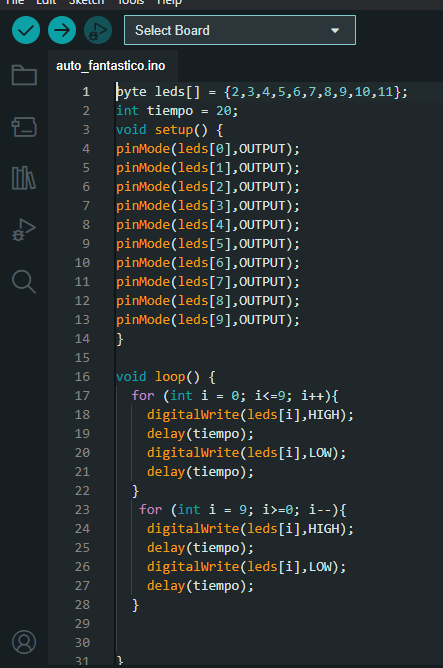 File Edit Sketch Tools Help
Select Board
auto_fantastico.ino
1 byte leds[] = {2,3,4,5,6,7,8,9,10,11};
2 int tiempo = 20;
3 void setup() {
4 pinMode(leds[0],OUTPUT);
5 pinMode(leds[1],OUTPUT);
6 pinMode(leds[2],OUTPUT);
7 pinMode(leds[3],OUTPUT);
8 pinMode(leds[4],OUTPUT);
9 pinMode(leds[5],OUTPUT);
10 pinMode(leds[6],OUTPUT);
11 pinMode(leds[7],OUTPUT);
12 pinMode(leds[8],OUTPUT);
13 pinMode(leds[9],OUTPUT);
14 }
15
16 void loop() {
17   for (int i = 0; i<=9; i++){
18     digitalWrite(leds[i],HIGH);
19     delay(tiempo);
20     digitalWrite(leds[i],LOW);
21     delay(tiempo);
22   }
23    for (int i = 9; i>=0; i--){
24     digitalWrite(leds[i],HIGH);
25     delay(tiempo);
26     digitalWrite(leds[i],LOW);
27     delay(tiempo);
28   }
29
30
31 }